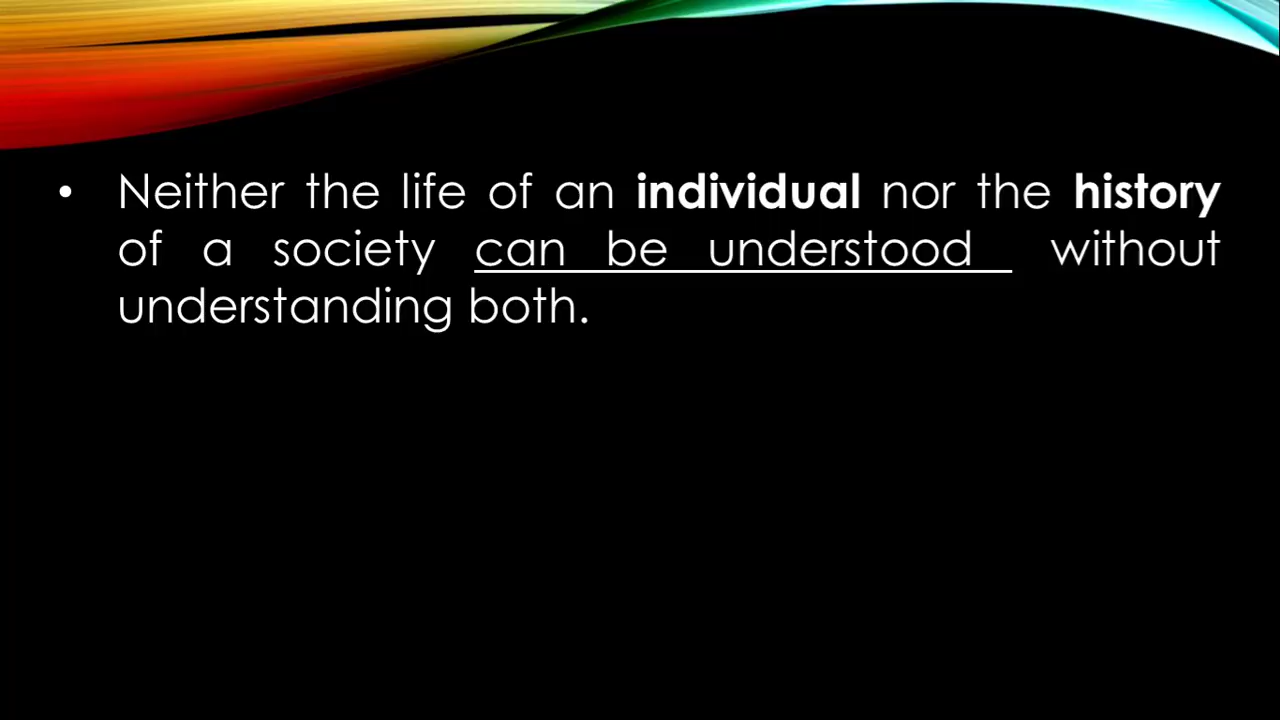 • Neither the life of an individual nor the history
of a society can be understood without
understanding both.